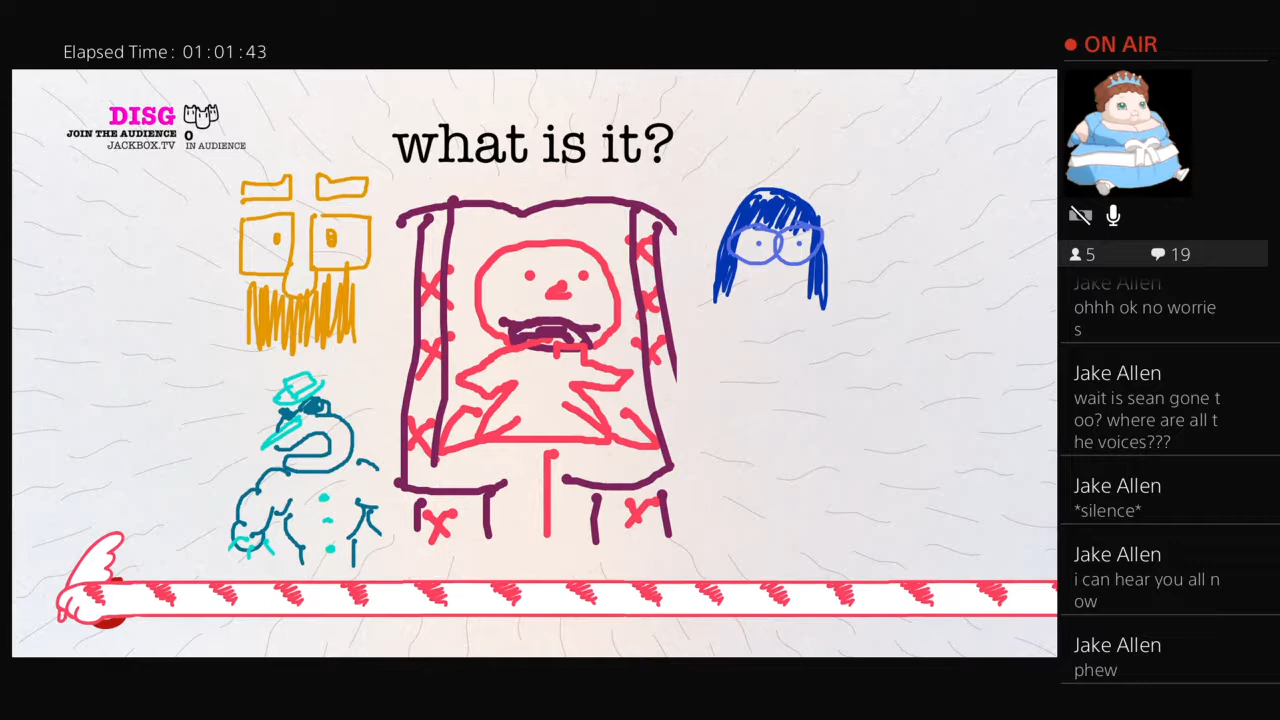 Elapsed Time: 01:01:43
ON AIR
DISG
JOIN THE AUDIENCE
JACKBOX.TV
0
IN AUDIENCE
what is it?
5
19
Jake Allen
ohhh ok no worrie
s
Jake Allen
wait is sean gone t
oo? where are all t
he voices???
Jake Allen
*silence*
Jake Allen
i can hear you all n
ow
Jake Allen
phew